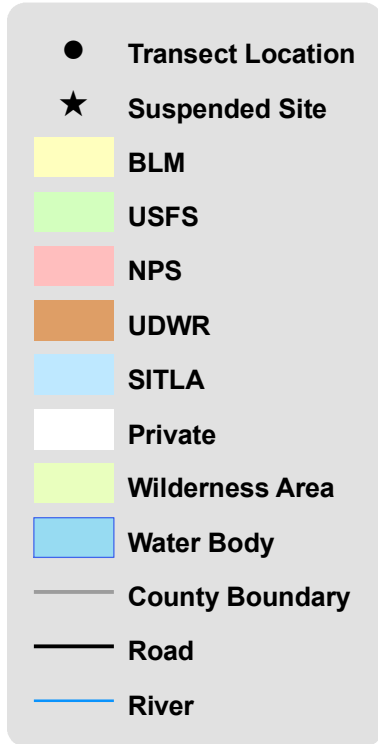 Transect Location
Suspended Site
BLM
USFS
NPS
UDWR
SITLA
Private
Wilderness Area
Water Body
County Boundary
Road
River